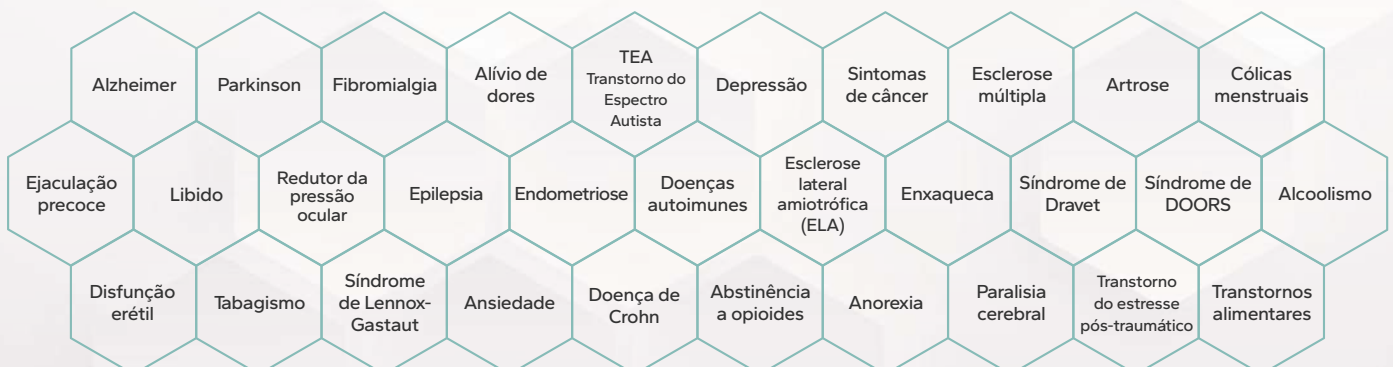 Alzheimer
Parkinson
Fibromialgia
Alívio de
dores
TEA
Transtorno do
Espectro
Autista
Depressão
Sintomas
de câncer
Esclerose
múltipla
Artrose
Cólicas
menstruais
Ejaculação
precoce
Libido
Redutor da
pressão
ocular
Epilepsia
Endometriose
Doenças
autoimunes
Esclerose
lateral
amiotrófica
(ELA)
Enxaqueca
Síndrome de
Dravet
Síndrome de
DOORS
Alcoolismo
Disfunção
erétil
Tabagismo
Síndrome
de Lennox-
Gastaut
Ansiedade
Doença de
Crohn
Abstinência
a opioides
Anorexia
Paralisia
cerebral
Transtorno
do estresse
pós-traumático
Transtornos
alimentares